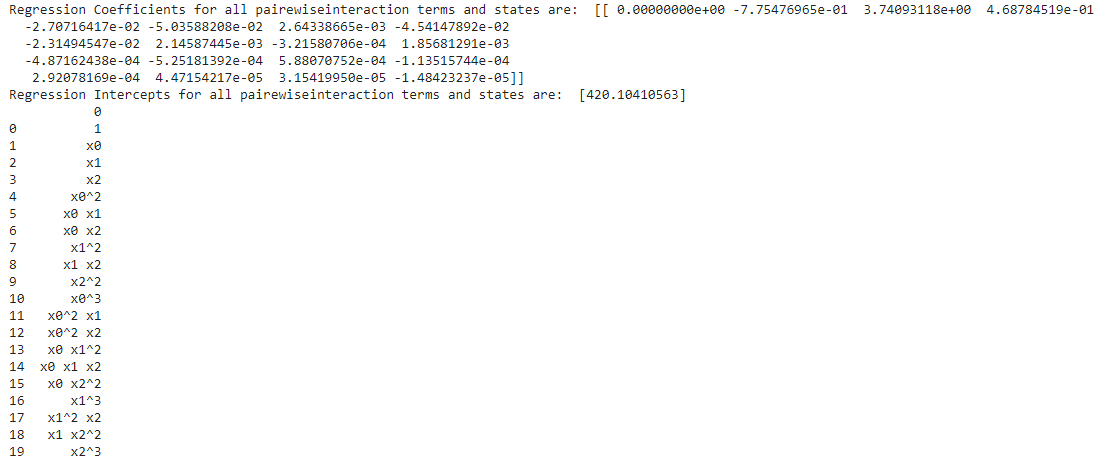 Regression Coefficients for all pairewiseinteraction terms and states are:  [[ 0.00000000e+00 -7.75476965e-01  3.74093118e+00  4.68784519e-01
  -2.70716417e-02 -5.03588208e-02  2.64338665e-03 -4.54147892e-02
  -2.31494547e-02  2.14587445e-03 -3.21580706e-04  1.85681291e-03
  -4.87162438e-04 -5.25181392e-04  5.88070752e-04 -1.13515744e-04
   2.92078169e-04  4.47154217e-05  3.15419950e-05 -1.48423237e-05]]
Regression Intercepts for all pairewiseinteraction terms and states are:  [420.10410563]
           0
0          1
1         x0
2         x1
3         x2
4       x0^2
5      x0 x1
6      x0 x2
7       x1^2
8      x1 x2
9       x2^2
10      x0^3
11   x0^2 x1
12   x0^2 x2
13   x0 x1^2
14  x0 x1 x2
15   x0 x2^2
16      x1^3
17   x1^2 x2
18   x1 x2^2
19      x2^3